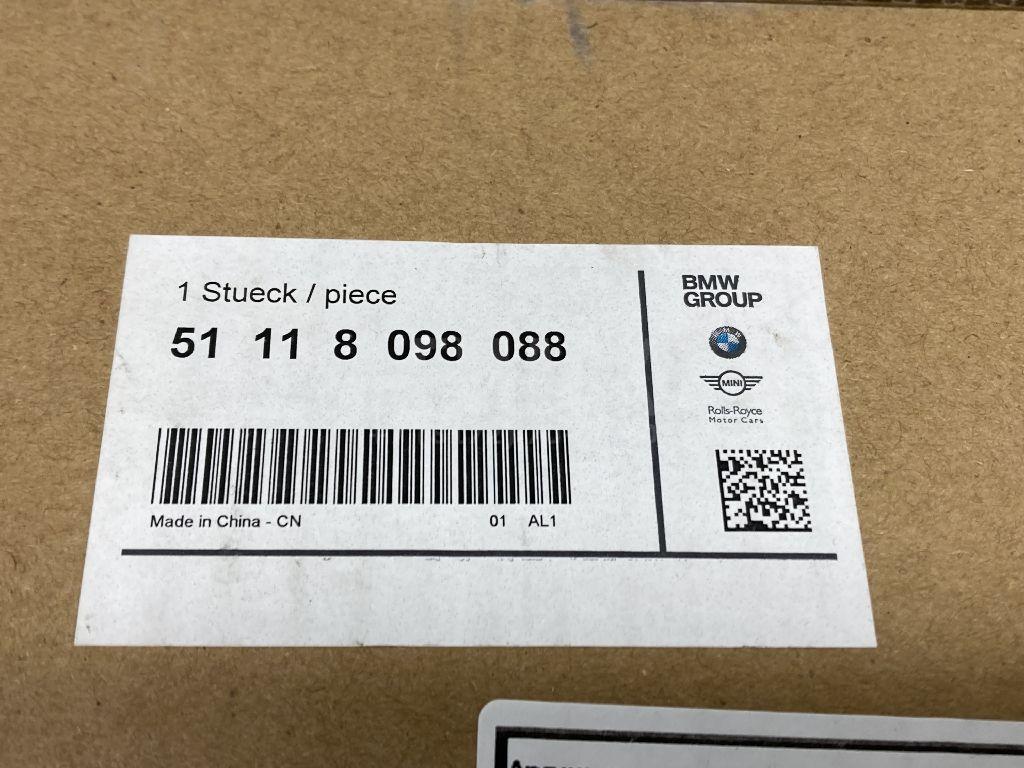 1 Stueck / piece
51 11 8 098 088
Made in China - CN 01 AL1
BMW
GROUP
BMW
MINI
Rolls-Royce
Motor Cars